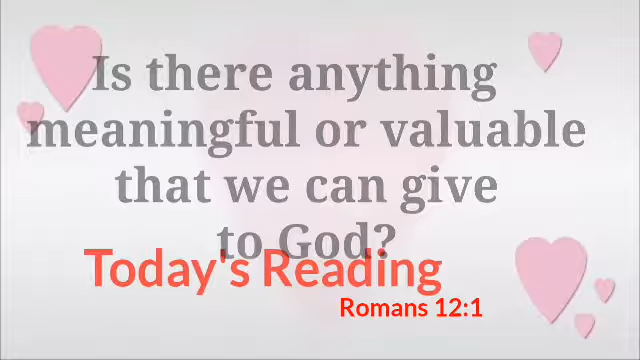 Is there anything
meaningful or valuable
that we can give
to God?
Today's Reading
Romans 12:1